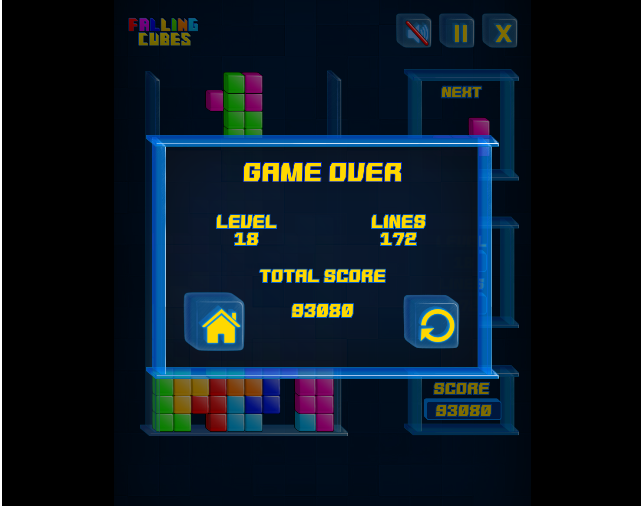 FALLING
CUBES
X
NEXT
GAME OVER
LEVEL
18
LINES
172
TOTAL SCORE
93080
SCORE
93080